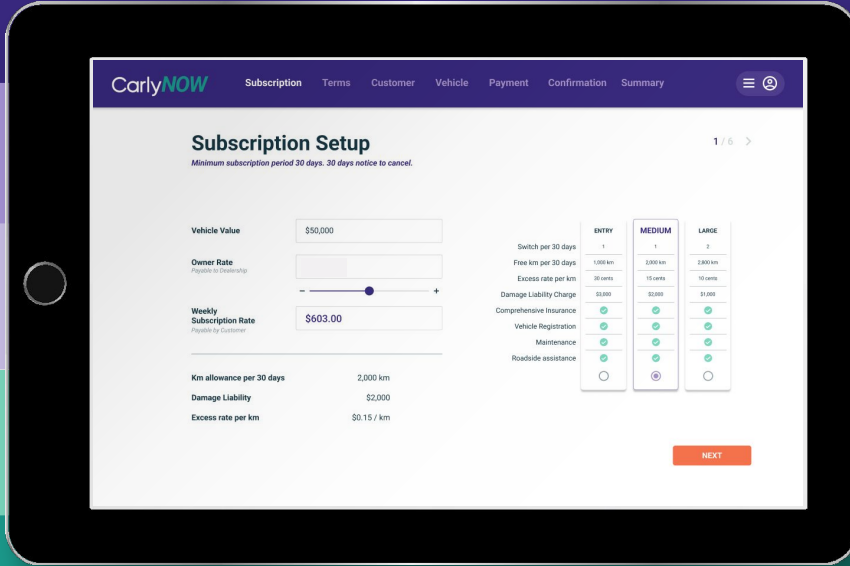 CarlyNOW
Subscription Terms Customer Vehicle Payment Confirmation Summary
Subscription Setup
Minimum subscription period 30 days. 30 days notice to cancel.
1 / 6 >
Vehicle Value $50,000
Owner Rate
Payable to Dealership
- +
Weekly
Subscription Rate
Payable by Customer
$603.00
Km allowance per 30 days 2,000 km
Damage Liability $2,000
Excess rate per km $0.15 / km
ENTRY MEDIUM LARGE
Switch per 30 days 1 1 2
Free km per 30 days 1,000 km 2,000 km 2,800 km
Excess rate per km 30 cents 15 cents 10 cents
Damage Liability Charge $3,000 $2,000 $1,000
Comprehensive Insurance
Vehicle Registration
Maintenance
Roadside assistance
NEXT